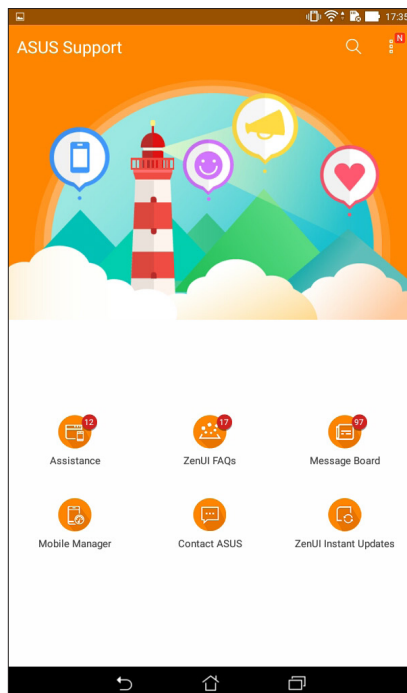 17:35
ASUS Support
N
12
17
97
Assistance
ZenUI FAQs
Message Board
Mobile Manager
Contact ASUS
ZenUI Instant Updates